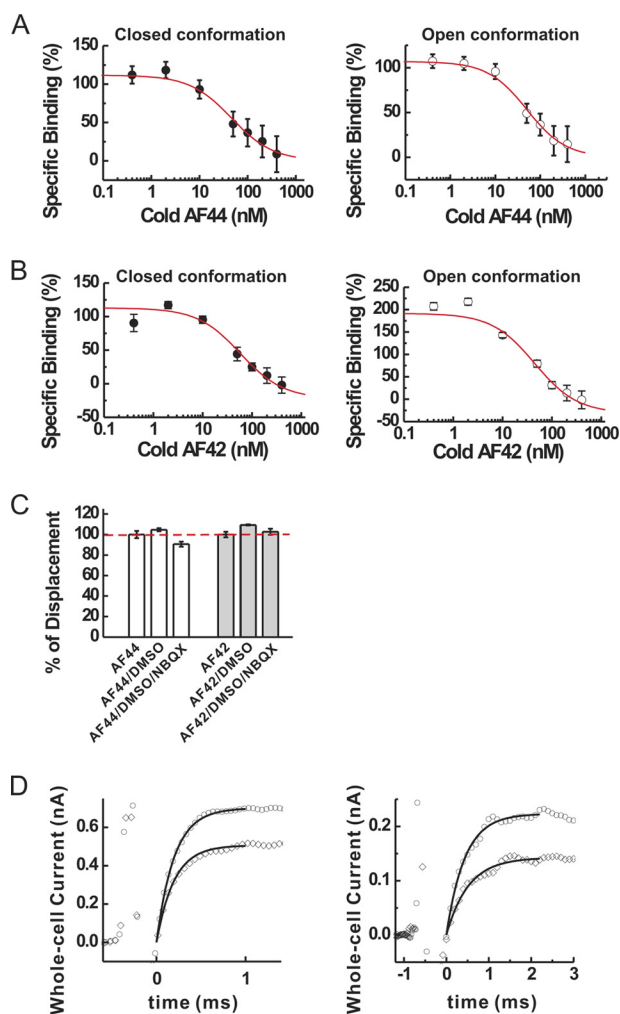 A
Closed conformation
Specific Binding (%)
150
100
50
0
0.1 1 10 100 1000
Cold AF44 (nM)
Open conformation
Specific Binding (%)
100
50
0
0.1 1 10 100 1000
Cold AF44 (nM)
B
Closed conformation
Specific Binding (%)
150
100
50
0
-50
0.1 1 10 100 1000
Cold AF42 (nM)
Open conformation
Specific Binding (%)
250
200
150
100
50
0
-50
0.1 1 10 100 1000
Cold AF42 (nM)
C
% of Displacement
120
100
80
60
40
20
0
AF44
AF44/DMSO
AF44/DMSO/NBQX
AF42
AF42/DMSO
AF42/DMSO/NBQX
D
Whole-cell Current (nA)
0.6
0.4
0.2
0.0
0 1
time (ms)
Whole-cell Current (nA)
0.2
0.1
0.0
-1 0 1 2 3
time (ms)